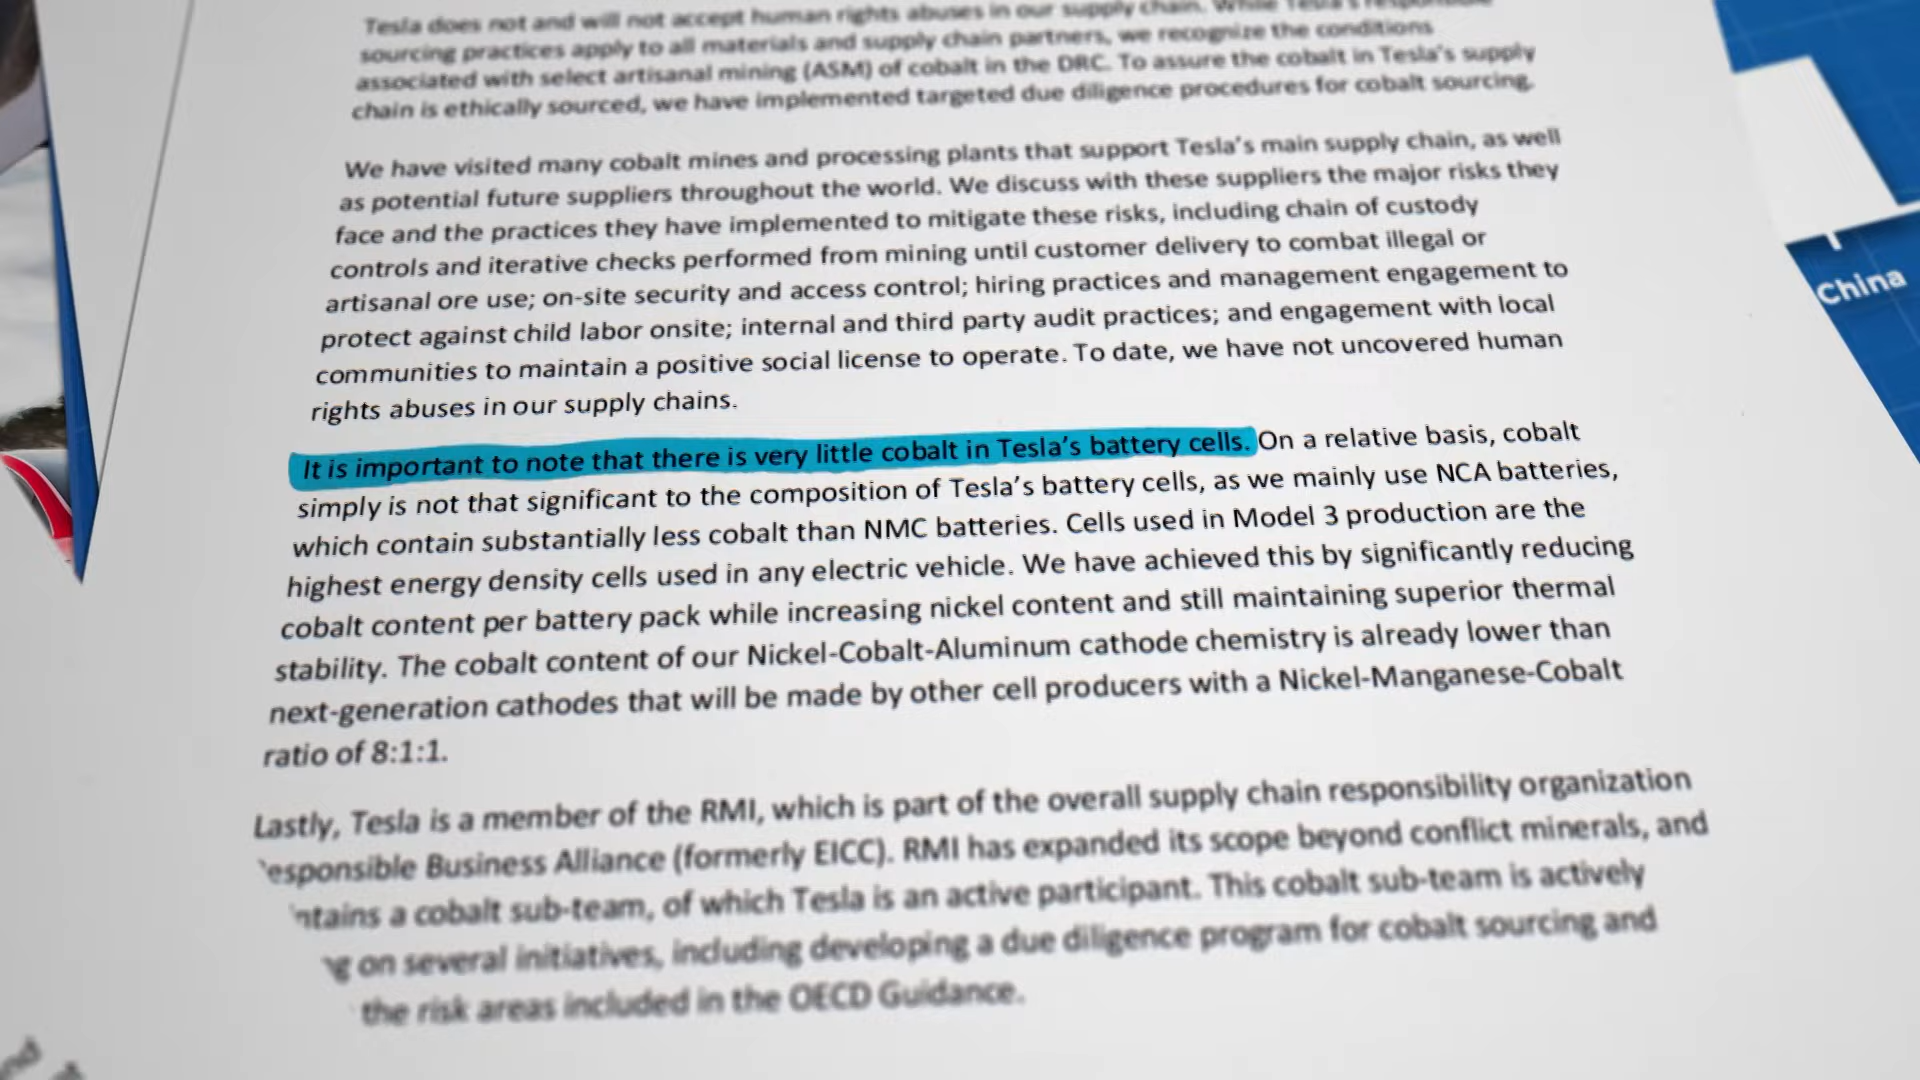 Tesla does not and will not accept human rights abuses in our supply chain. While Tesla's responsible
sourcing practices apply to all materials and supply chain partners, we recognize the conditions
associated with select artisanal mining (ASM) of cobalt in the DRC. To assure the cobalt in Tesla's supply
chain is ethically sourced, we have implemented targeted due diligence procedures for cobalt sourcing.
We have visited many cobalt mines and processing plants that support Tesla's main supply chain, as well
as potential future suppliers throughout the world. We discuss with these suppliers the major risks they
face and the practices they have implemented to mitigate these risks, including chain of custody
controls and iterative checks performed from mining until customer delivery to combat illegal or
artisanal ore use; on-site security and access control; hiring practices and management engagement to
protect against child labor onsite; internal and third party audit practices; and engagement with local
communities to maintain a positive social license to operate. To date, we have not uncovered human
rights abuses in our supply chains.
It is important to note that there is very little cobalt in Tesla's battery cells. On a relative basis, cobalt
simply is not that significant to the composition of Tesla's battery cells, as we mainly use NCA batteries,
which contain substantially less cobalt than NMC batteries. Cells used in Model 3 production are the
highest energy density cells used in any electric vehicle. We have achieved this by significantly reducing
cobalt content per battery pack while increasing nickel content and still maintaining superior thermal
stability. The cobalt content of our Nickel-Cobalt-Aluminum cathode chemistry is already lower than
next-generation cathodes that will be made by other cell producers with a Nickel-Manganese-Cobalt
ratio of 8:1:1.
Lastly, Tesla is a member of the RMI, which is part of the overall supply chain responsibility organization
esponsible Business Alliance (formerly EICC). RMI has expanded its scope beyond conflict minerals, and
ntains a cobalt sub-team, of which Tesla is an active participant. This cobalt sub-team is actively
g on several initiatives, including developing a due diligence program for cobalt sourcing and
the risk areas included in the OECD Guidance.
China